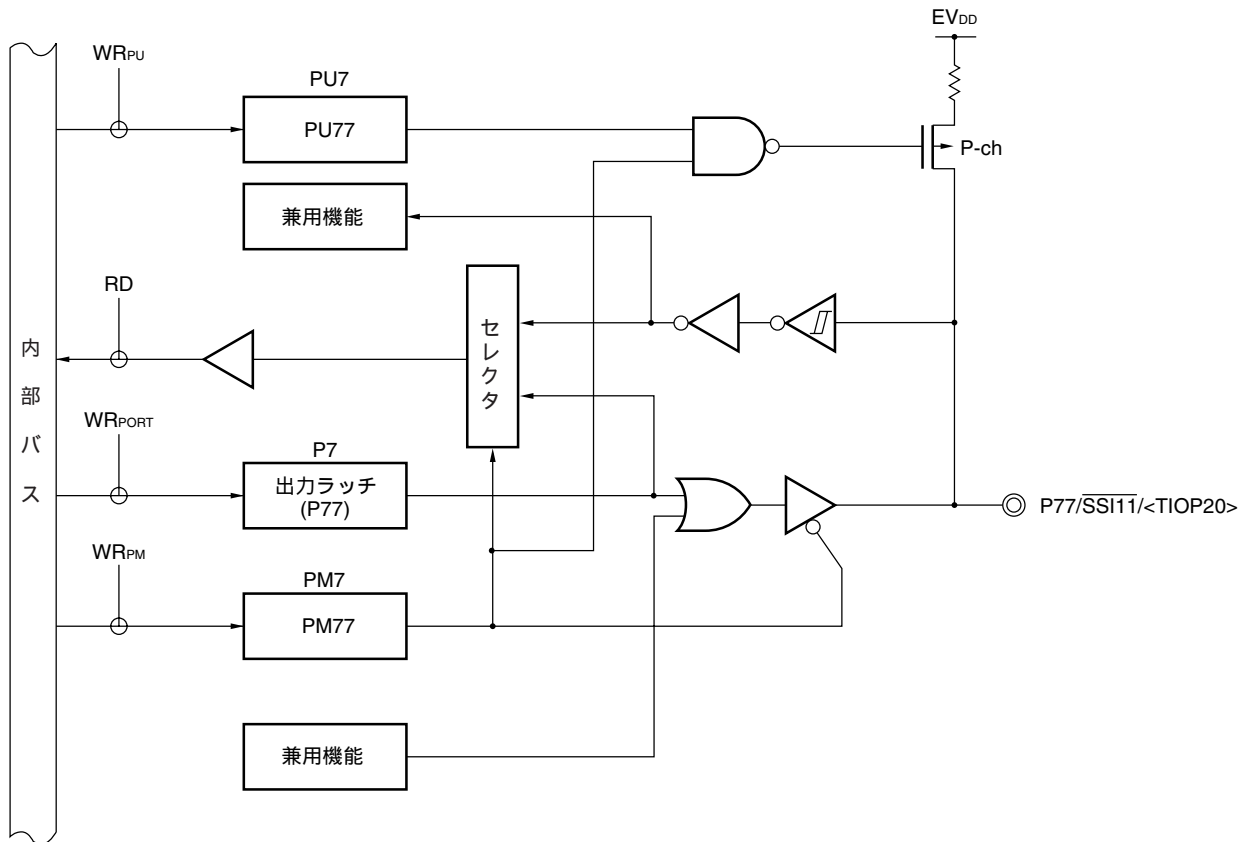 EVDD
WRPU
PU7
PU77
P-ch
兼用機能
RD
セレクタ
内部バス
WRPORT
P7
出力ラッチ
(P77)
P77/SSI11/<TIOP20>
WRPM
PM7
PM77
兼用機能